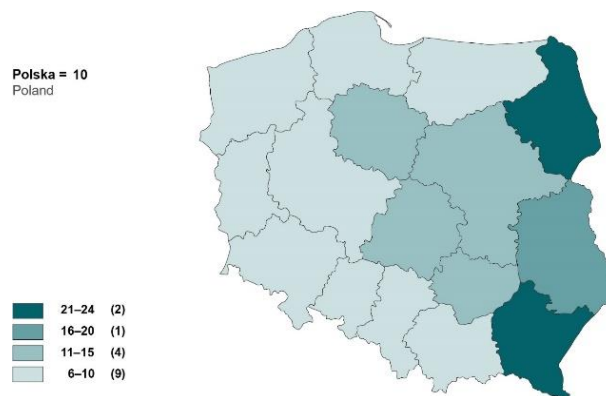 Polska = 10
Poland
21–24 (2)
16–20 (1)
11–15 (4)
6–10 (9)